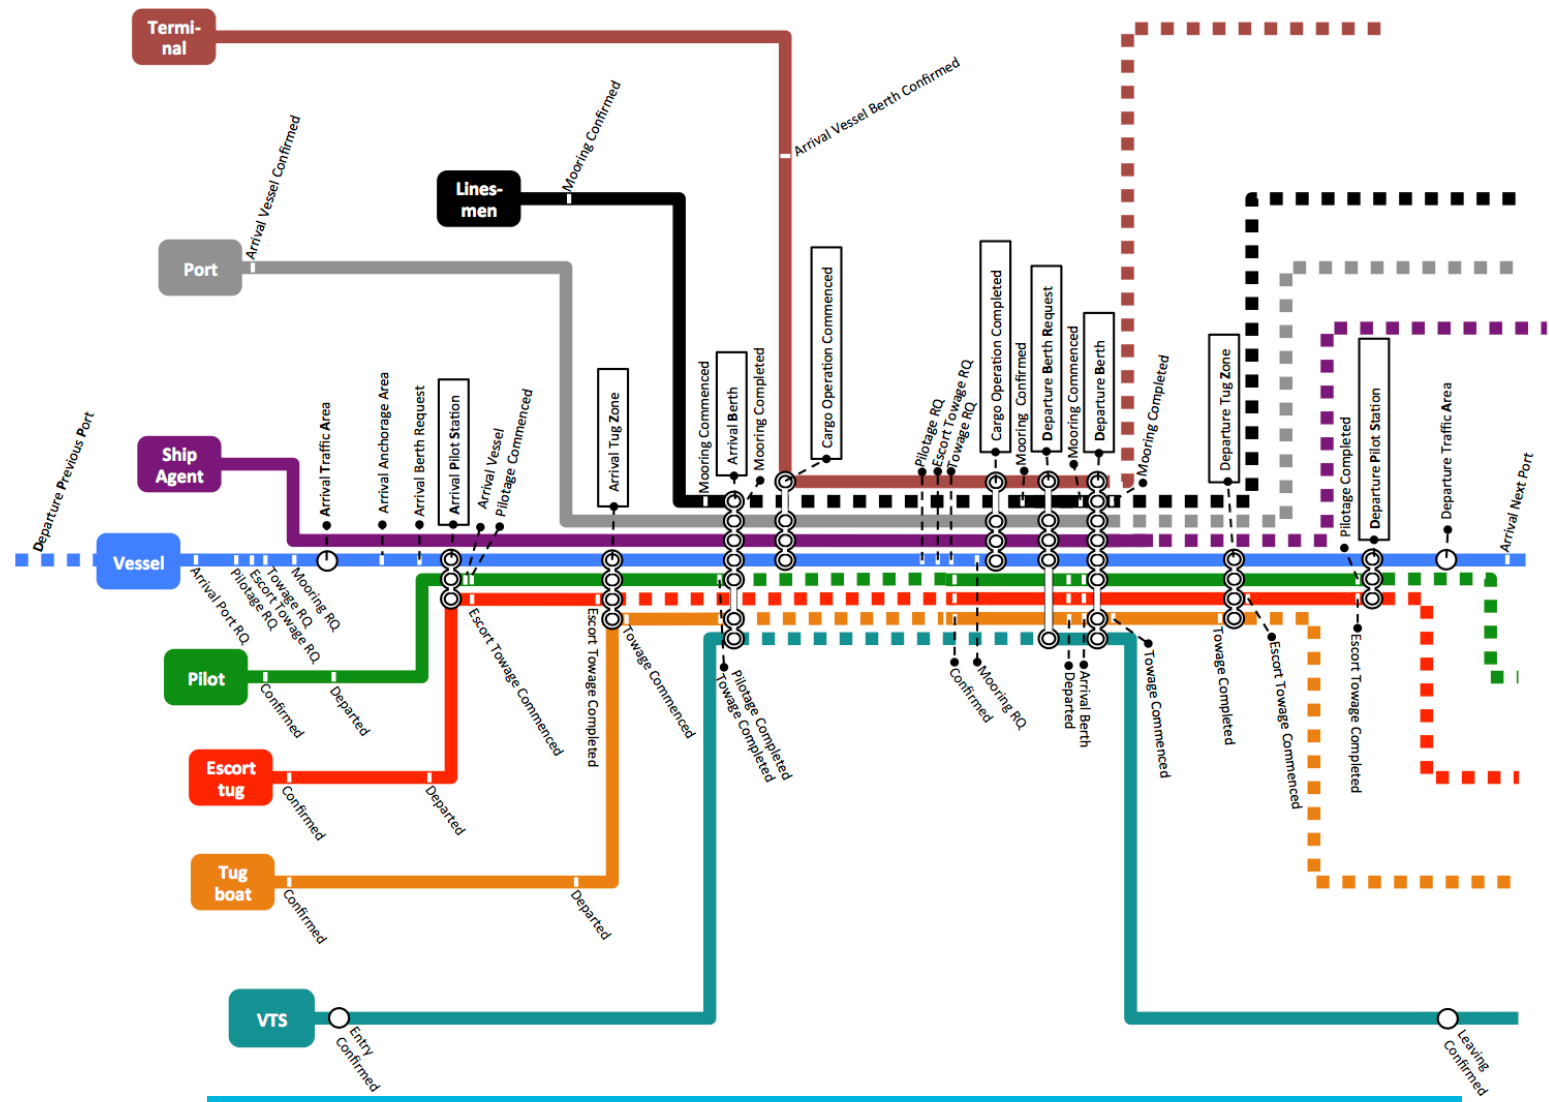 Termi-
nal
Arrival Vessel Berth Confirmed
Mooring Confirmed
Lines-
men
Arrival Vessel Confirmed
Port
Cargo Operation Commenced
Cargo Operation Completed
Departure Berth Request
Departure Berth
Mooring Commenced
Mooring Confirmed
Mooring Completed
Departure Tug Zone
Departure Pilot Station
Pilotage Completed
Departure Traffic Area
Arrival Next Port
Mooring Commenced
Arrival Berth
Mooring Completed
Pilotage RQ
Escort Towage RQ
Towage RQ
Arrival Tug Zone
Arrival Traffic Area
Arrival Anchorage Area
Arrival Berth Request
Arrival Pilot Station
Arrival Vessel
Pilotage Commenced
Ship
Agent
Departure Previous Port
Vessel
Arrival Port RQ
Pilotage RQ
Escort Towage RQ
Towage RQ
Mooring RQ
Pilot
Confirmed
Departed
Escort Towage Commenced
Escort Towage Completed
Towage Commenced
Pilotage Completed
Towage Completed
Confirmed
Mooring RQ
Departed
Arrival Berth
Towage Commenced
Towage Completed
Escort Towage Commenced
Escort Towage Completed
Escort
tug
Confirmed
Departed
Tug
boat
Confirmed
Departed
VTS
Entry
Confirmed
Leaving
Confirmed